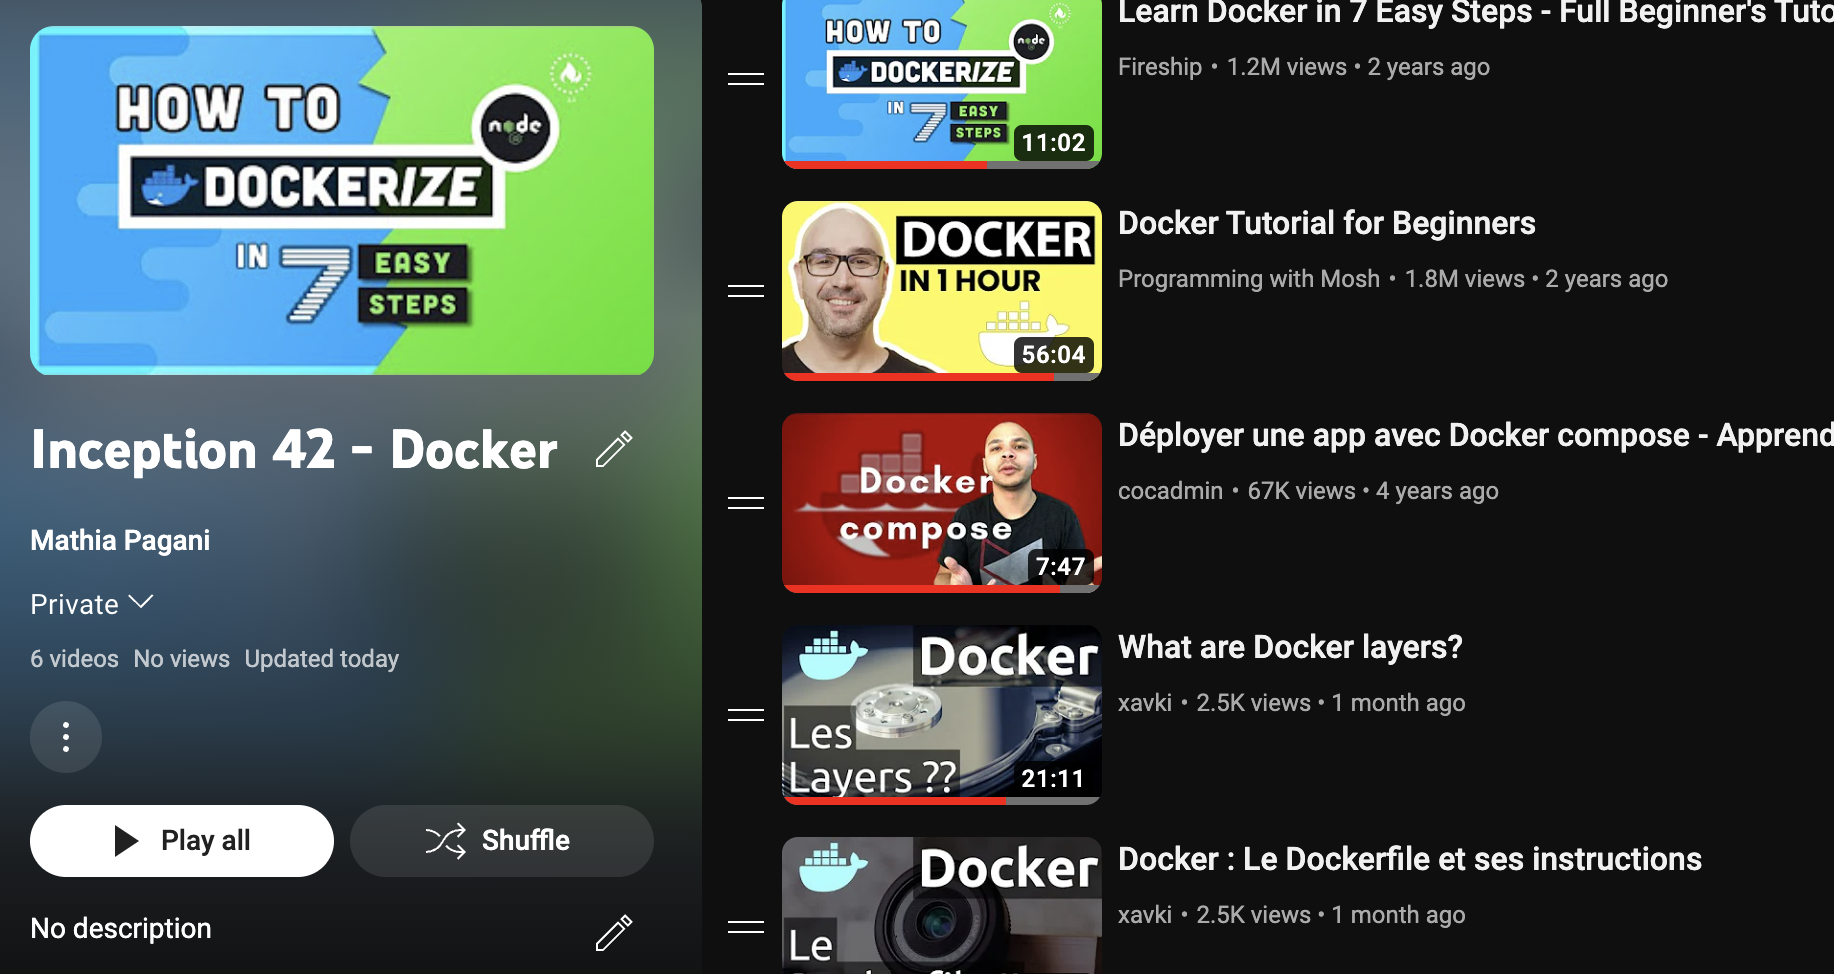 HOW TO
DOCKERIZE
node
IN 7 EASY
STEPS
Inception 42 - Docker
Mathia Pagani
Private
6 videos No views Updated today
Play all
Shuffle
No description
HOW TO
DOCKERIZE
node
IN 7 EASY
STEPS
11:02
Learn Docker in 7 Easy Steps - Full Beginner's Tuto
Fireship • 1.2M views • 2 years ago
DOCKER
IN 1 HOUR
56:04
Docker Tutorial for Beginners
Programming with Mosh • 1.8M views • 2 years ago
Docker
compose
7:47
Déployer une app avec Docker compose - Apprend
cocadmin • 67K views • 4 years ago
Docker
Les
Layers ??
21:11
What are Docker layers?
xavki • 2.5K views • 1 month ago
Docker
Le
Docker : Le Dockerfile et ses instructions
xavki • 2.5K views • 1 month ago